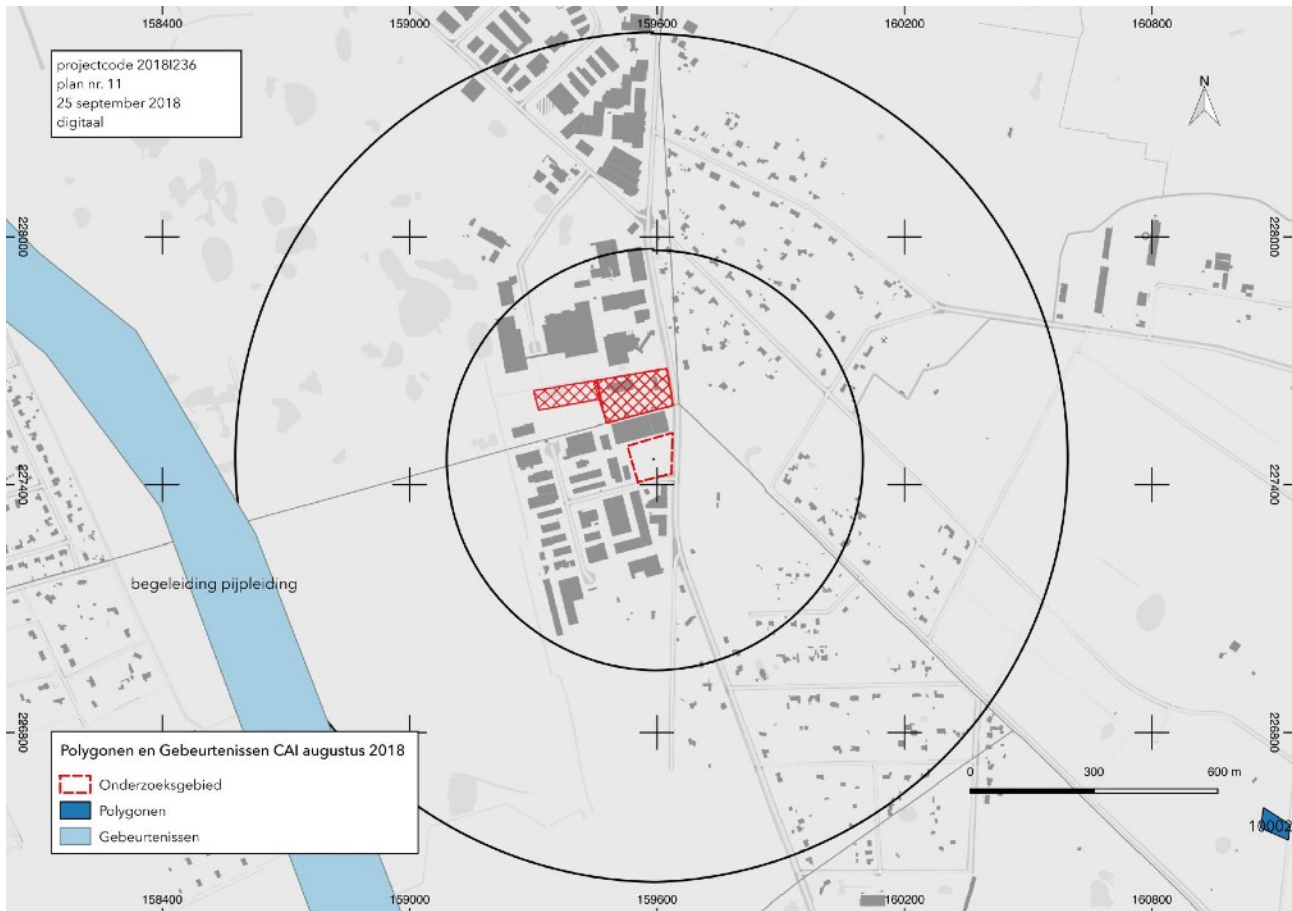 158400 159000 159600 160200 160800
projectcode 2018I236
plan nr. 11
25 september 2018
digitaal
N
228000 228000
227400 227400
begeleiding pijpleiding
226800 226800
Polygonen en Gebeurtenissen CAI augustus 2018
Onderzoeksgebied
Polygonen
Gebeurtenissen
0 300 600 m
10002
158400 159000 159600 160200 160800